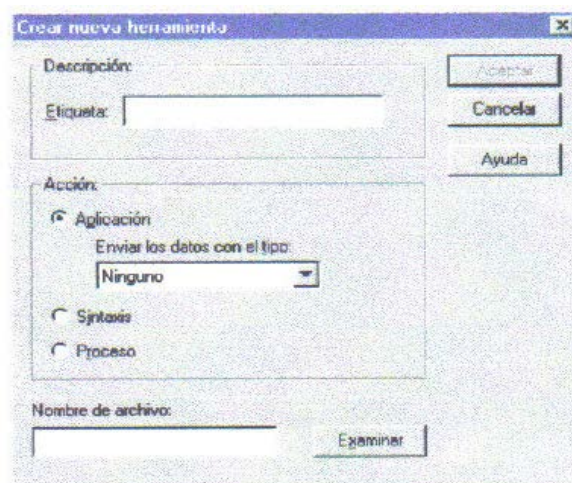 Crear nueva herramienta
Descripción:
Aceptar
Etiqueta:
Cancelar
Ayuda
Acción:
Aplicación
Enviar los datos con el tipo:
Ninguno
Sintaxis
Proceso
Nombre de archivo:
Examinar